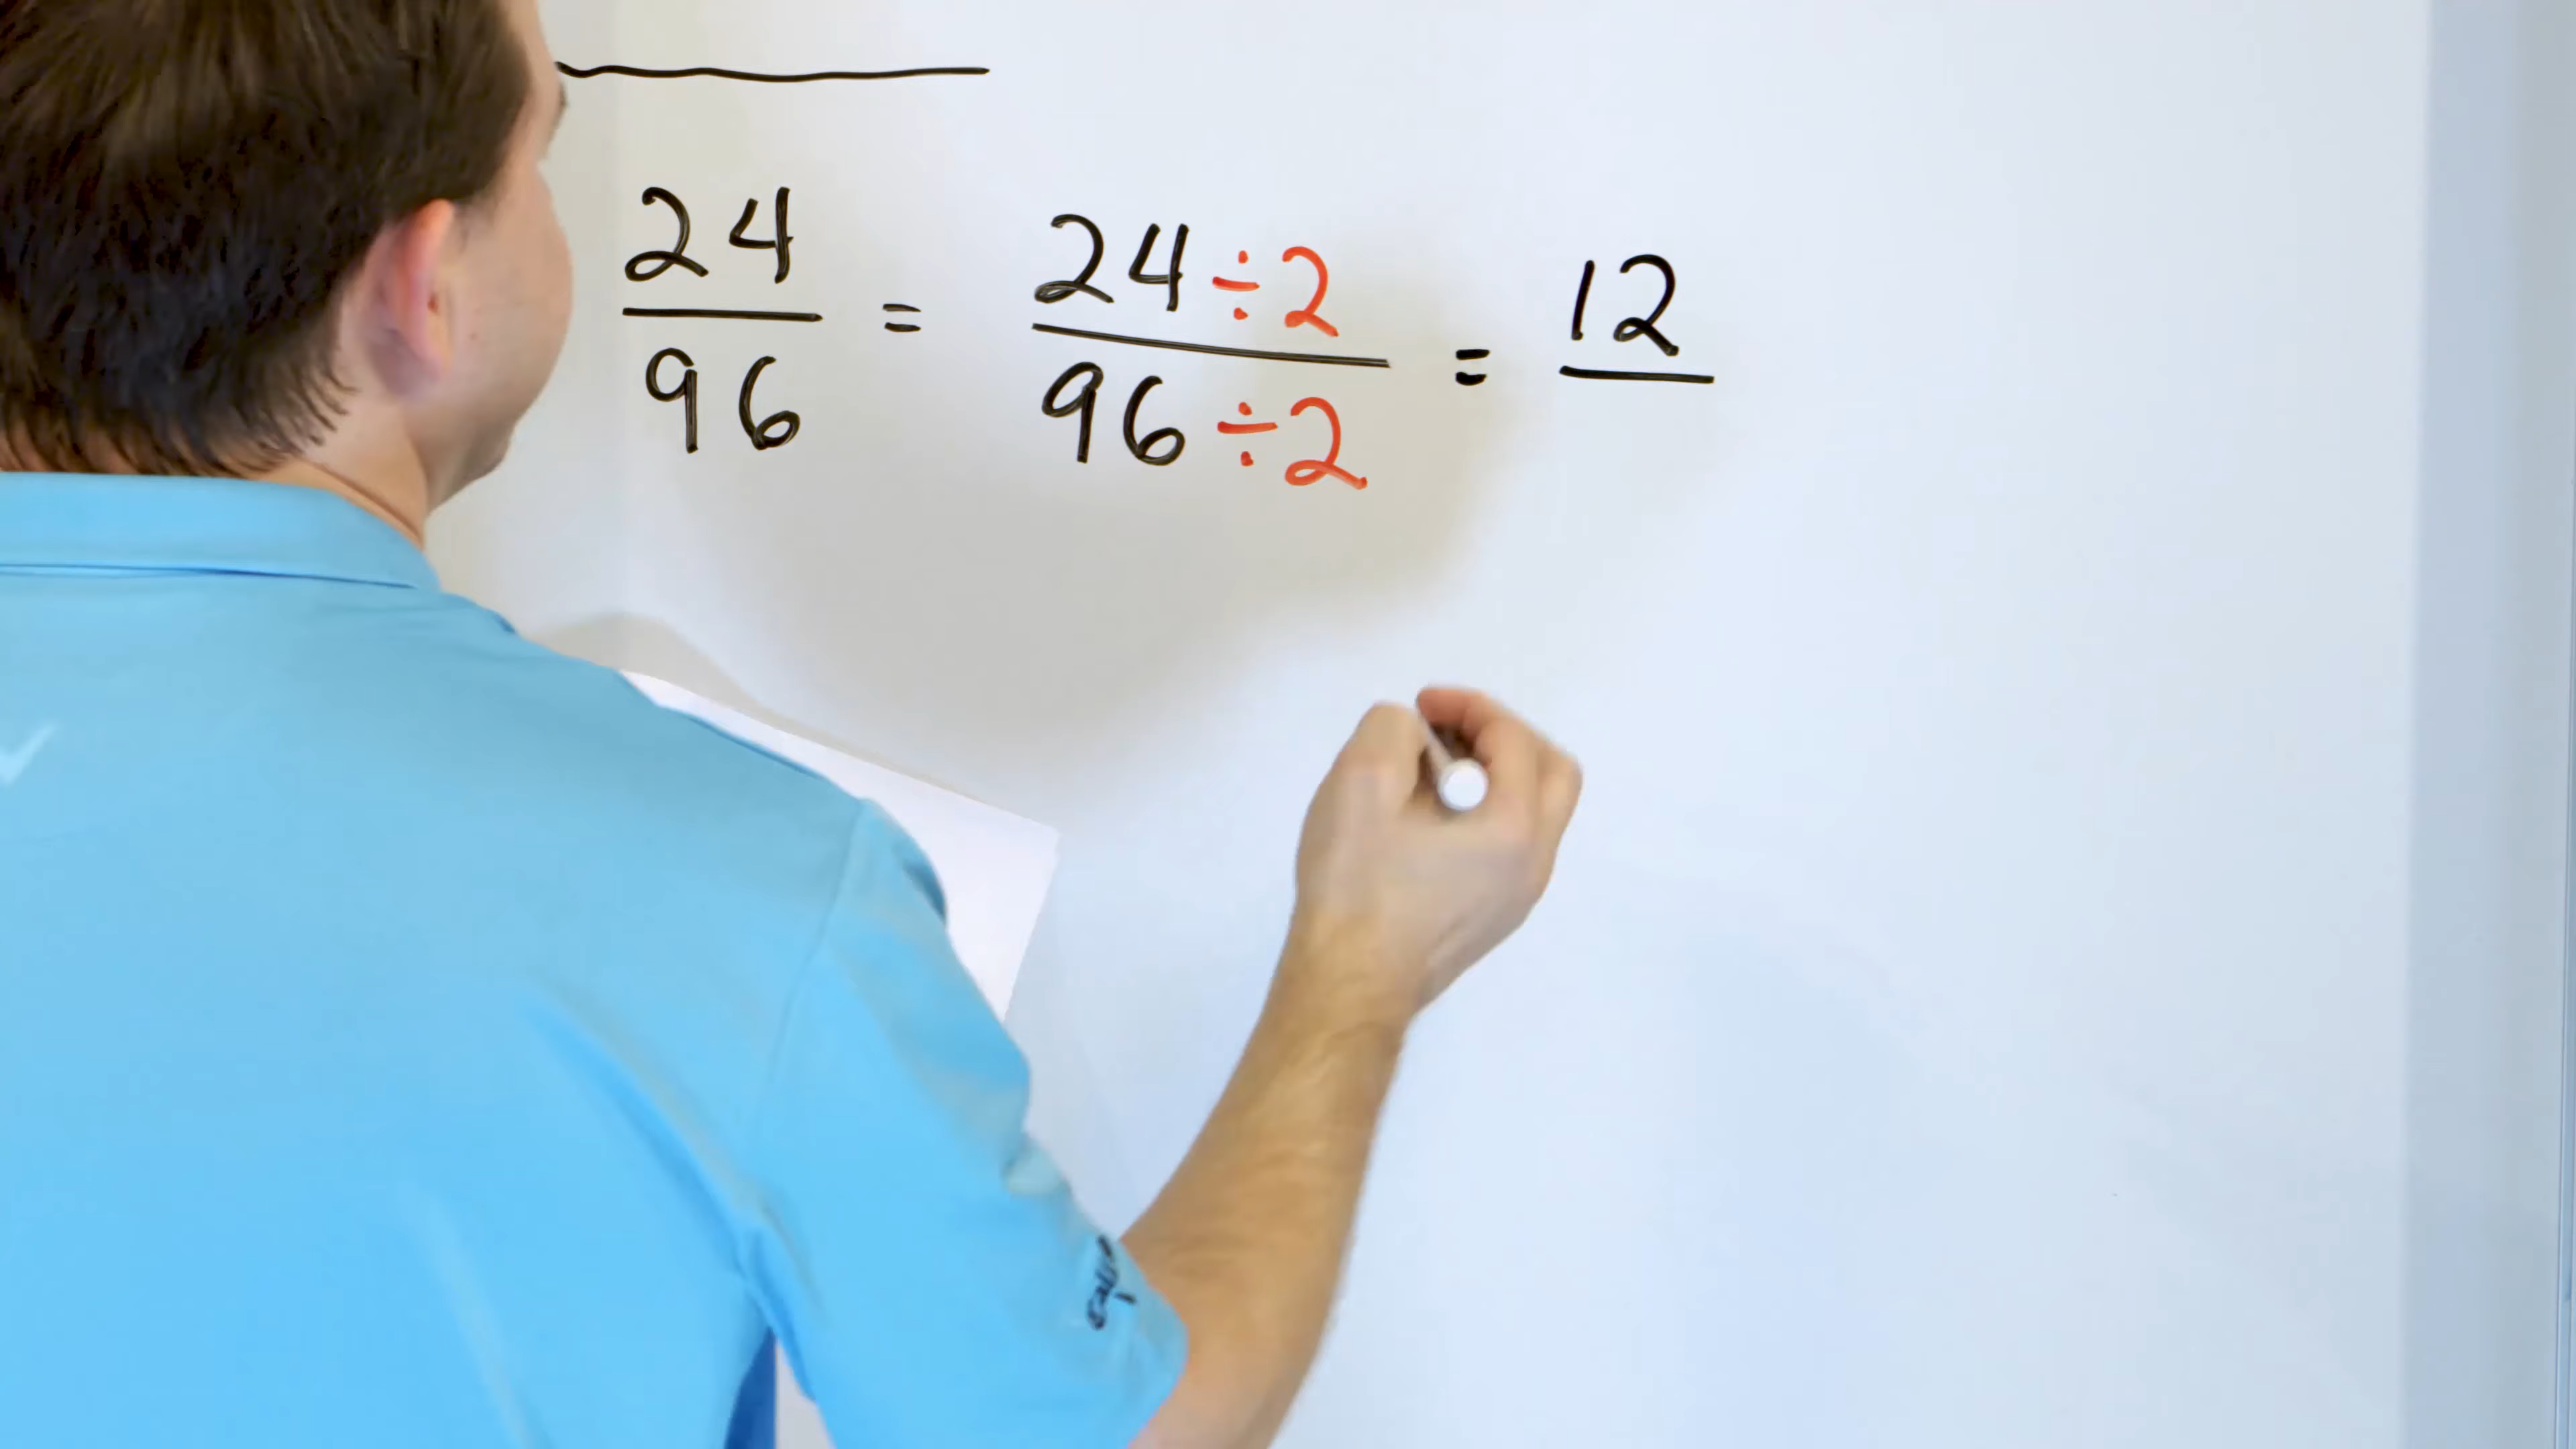 24/96 = 24÷2/96÷2 = 12/